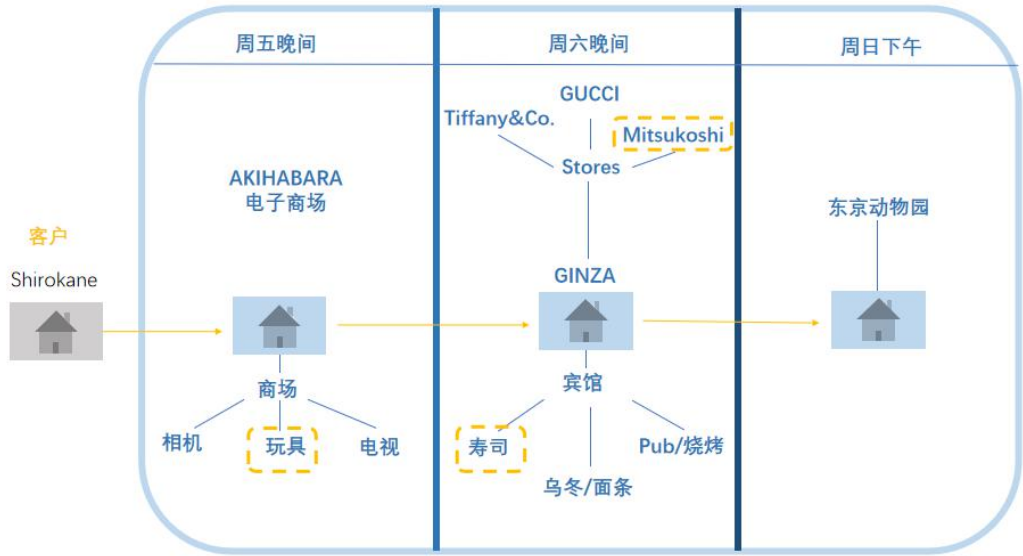 周五晚间
周六晚间
周日下午
客户
Shirokane
AKIHABARA
电子商场
商场
相机
玩具
电视
GUCCI
Tiffany&Co.
Mitsukoshi
Stores
GINZA
宾馆
寿司
乌冬/面条
Pub/烧烤
东京动物园